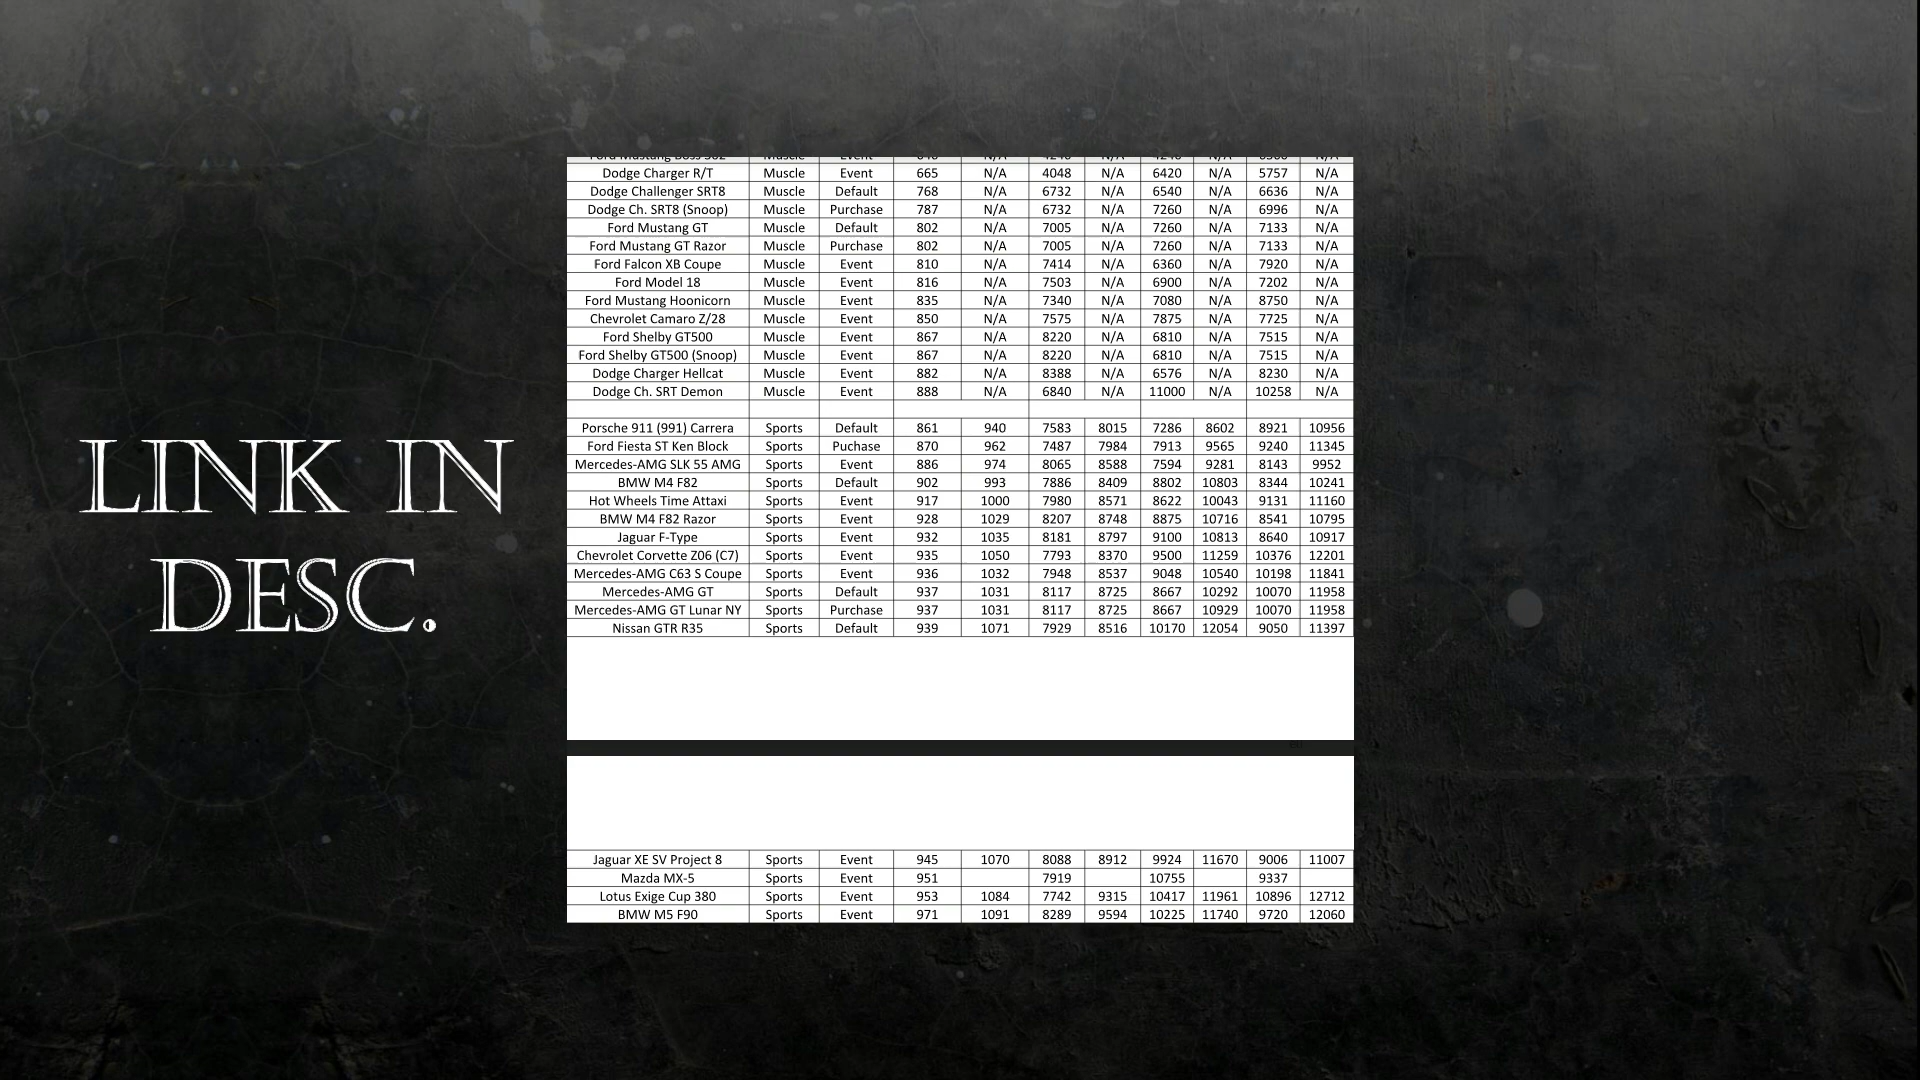 LINK IN
DESC.
Ford Mustang Boss 302 Muscle Event N/A N/A N/A N/A
Dodge Charger R/T Muscle Event 665 N/A 4048 N/A 6420 N/A 5757 N/A
Dodge Challenger SRT8 Muscle Default 768 N/A 6732 N/A 6540 N/A 6636 N/A
Dodge Ch. SRT8 (Snoop) Muscle Purchase 787 N/A 6732 N/A 7260 N/A 6996 N/A
Ford Mustang GT Muscle Default 802 N/A 7005 N/A 7260 N/A 7133 N/A
Ford Mustang GT Razor Muscle Purchase 802 N/A 7005 N/A 7260 N/A 7133 N/A
Ford Falcon XB Coupe Muscle Event 810 N/A 7414 N/A 6360 N/A 7920 N/A
Ford Model 18 Muscle Event 816 N/A 7503 N/A 6900 N/A 7202 N/A
Ford Mustang Hoonicorn Muscle Event 835 N/A 7340 N/A 7080 N/A 8750 N/A
Chevrolet Camaro Z/28 Muscle Event 850 N/A 7575 N/A 7875 N/A 7725 N/A
Ford Shelby GT500 Muscle Event 867 N/A 8220 N/A 6810 N/A 7515 N/A
Ford Shelby GT500 (Snoop) Muscle Event 867 N/A 8220 N/A 6810 N/A 7515 N/A
Dodge Charger Hellcat Muscle Event 882 N/A 8388 N/A 6576 N/A 8230 N/A
Dodge Ch. SRT Demon Muscle Event 888 N/A 6840 N/A 11000 N/A 10258 N/A
Porsche 911 (991) Carrera Sports Default 861 940 7583 8015 7286 8602 8921 10956
Ford Fiesta ST Ken Block Sports Puchase 870 962 7487 7984 7913 9565 9240 11345
Mercedes-AMG SLK 55 AMG Sports Event 886 974 8065 8588 7594 9281 8143 9952
BMW M4 F82 Sports Default 902 993 7886 8409 8802 10803 8344 10241
Hot Wheels Time Attaxi Sports Event 917 1000 7980 8571 8622 10043 9131 11160
BMW M4 F82 Razor Sports Event 928 1029 8207 8748 8875 10716 8541 10795
Jaguar F-Type Sports Event 932 1035 8181 8797 9100 10813 8640 10917
Chevrolet Corvette Z06 (C7) Sports Event 935 1050 7793 8370 9500 11259 10376 12201
Mercedes-AMG C63 S Coupe Sports Event 936 1032 7948 8537 9048 10540 10198 11841
Mercedes-AMG GT Sports Default 937 1031 8117 8725 8667 10292 10070 11958
Mercedes-AMG GT Lunar NY Sports Purchase 937 1031 8117 8725 8667 10929 10070 11958
Nissan GTR R35 Sports Default 939 1071 7929 8516 10170 12054 9050 11397
Jaguar XE SV Project 8 Sports Event 945 1070 8088 8912 9924 11670 9006 11007
Mazda MX-5 Sports Event 951 7919 10755 9337
Lotus Exige Cup 380 Sports Event 953 1084 7742 9315 10417 11961 10896 12712
BMW M5 F90 Sports Event 971 1091 8289 9594 10225 11740 9720 12060